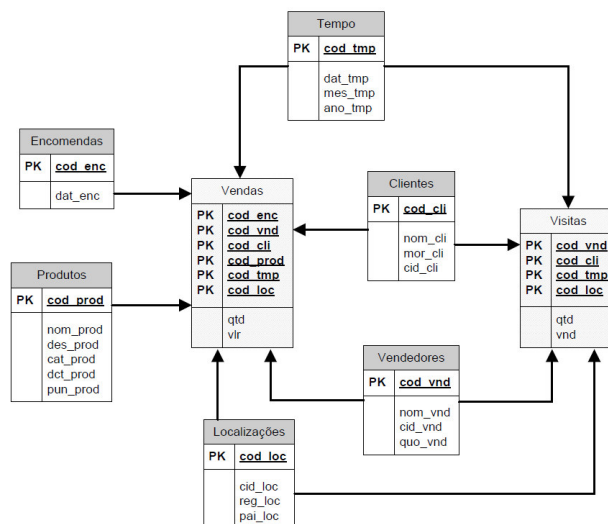 Tempo
PK cod_tmp
dat_tmp
mes_tmp
ano_tmp
Encomendas
PK cod_enc
dat_enc
Vendas
PK cod_enc
PK cod_vnd
PK cod_cli
PK cod_prod
PK cod_tmp
PK cod_loc
qtd
vlr
Clientes
PK cod_cli
nom_cli
mor_cli
cid_cli
Visitas
PK cod_vnd
PK cod_cli
PK cod_tmp
PK cod_loc
qtd
vnd
Produtos
PK cod_prod
nom_prod
des_prod
cat_prod
dct_prod
pun_prod
Vendedores
PK cod_vnd
nom_vnd
cid_vnd
quo_vnd
Localizações
PK cod_loc
cid_loc
reg_loc
pai_loc